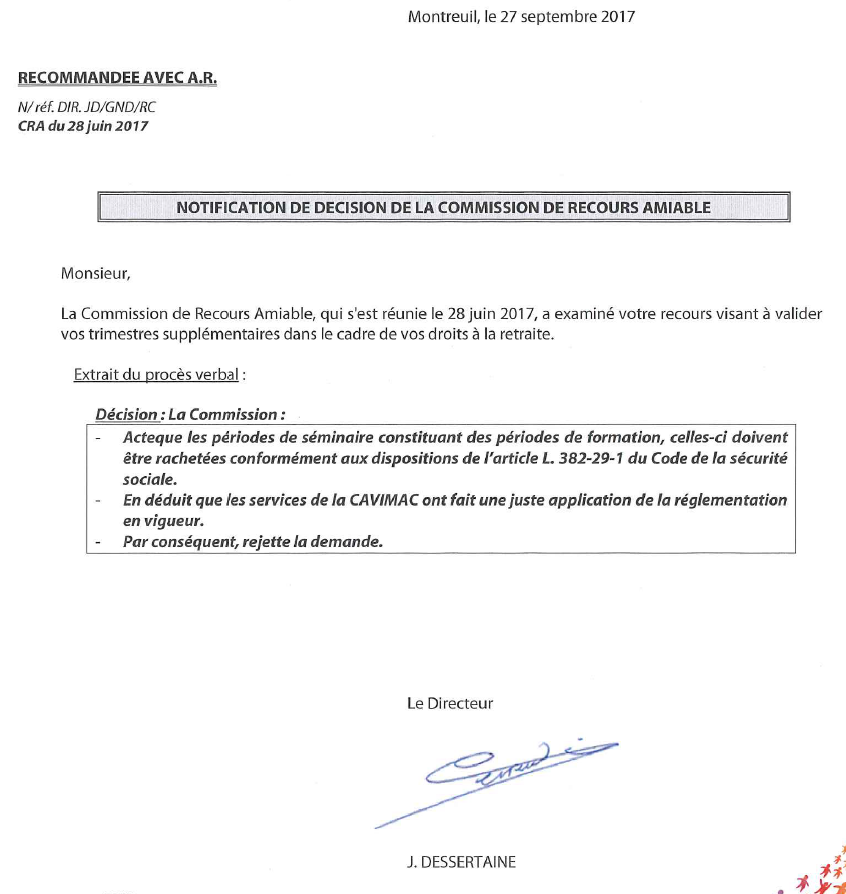 Montreuil, le 27 septembre 2017
RECOMMANDEE AVEC A.R.
N/ réf. DIR. JD/GND/RC
CRA du 28 juin 2017
NOTIFICATION DE DECISION DE LA COMMISSION DE RECOURS AMIABLE
Monsieur,
La Commission de Recours Amiable, qui s'est réunie le 28 juin 2017, a examiné votre recours visant à valider
vos trimestres supplémentaires dans le cadre de vos droits à la retraite.
Extrait du procès verbal :
Décision : La Commission :
- Acteque les périodes de séminaire constituant des périodes de formation, celles-ci doivent
être rachetées conformément aux dispositions de l'article L. 382-29-1 du Code de la sécurité
sociale.
- En déduit que les services de la CAVIMAC ont fait une juste application de la réglementation
en vigueur.
- Par conséquent, rejette la demande.
Le Directeur
J. DESSERTAINE